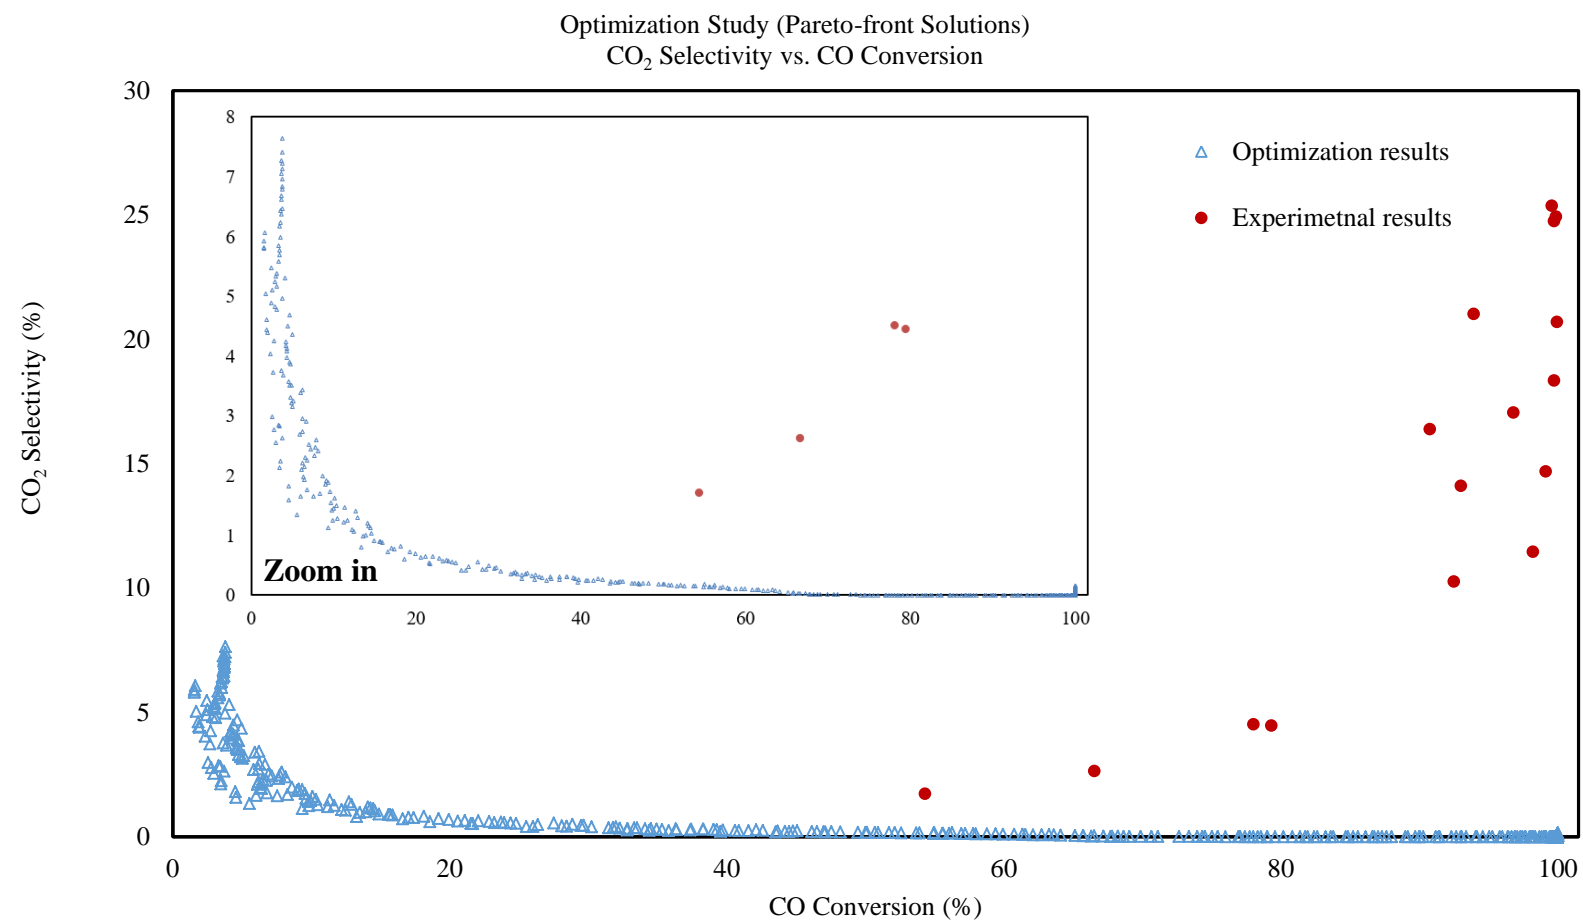 Optimization Study (Pareto-front Solutions)
CO₂ Selectivity vs. CO Conversion
CO₂ Selectivity (%)
30
25
20
15
10
5
0
8
7
6
5
4
3
2
1
0
Zoom in
0 20 40 60 80 100
Optimization results
Experimetnal results
0 20 40 60 80 100
CO Conversion (%)